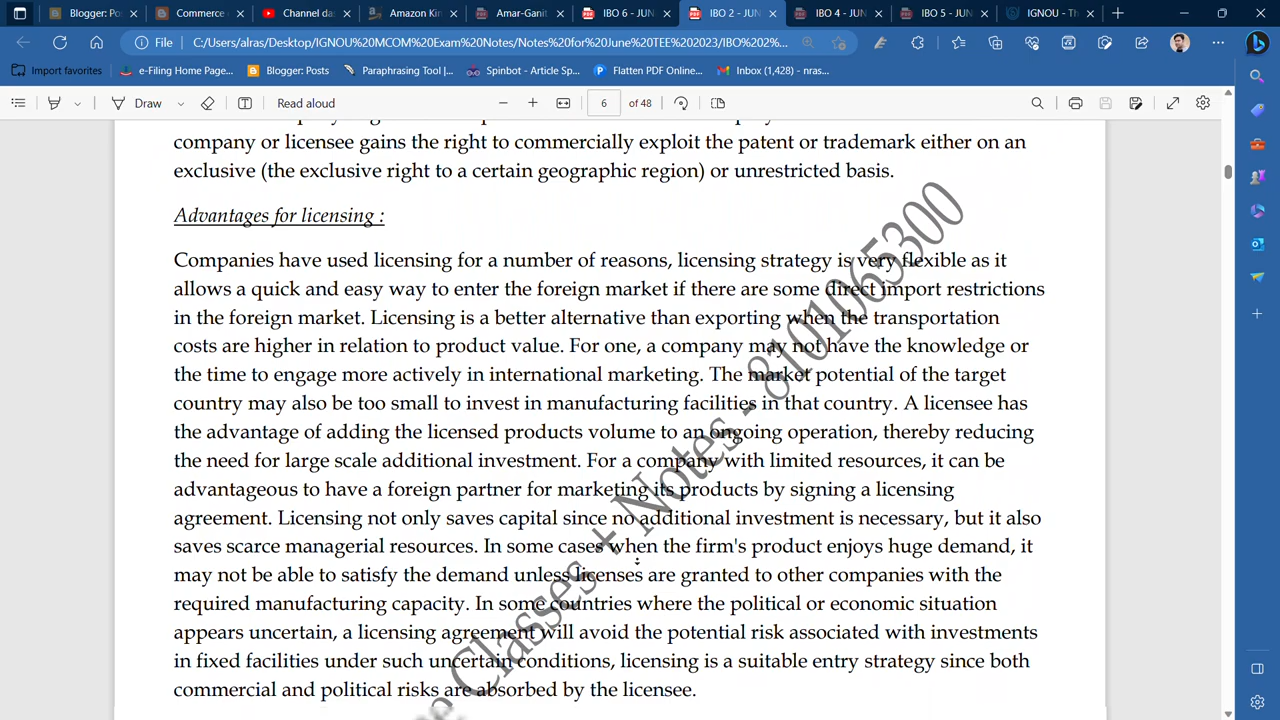 Blogger: Po
Commerce
Channel das
Amazon Kin
Amar-Ganit
IBO 6 - JUN
IBO 2 - JUN
IBO 4 - JUN
IBO 5 - JUN
IGNOU - Th
File
C:/Users/alras/Desktop/IGNOU%20MCOM%20Exam%20Notes/Notes%20for%20June%20TEE%202023/IBO%202%...
Import favorites
e-Filing Home Page...
Blogger: Posts
Paraphrasing Tool |...
Spinbot - Article Sp...
Flatten PDF Online...
Inbox (1,428) - nras...
Draw
Read aloud
6
of 48
company or licensee gains the right to commercially exploit the patent or trademark either on an
exclusive (the exclusive right to a certain geographic region) or unrestricted basis.
Advantages for licensing :
Companies have used licensing for a number of reasons, licensing strategy is very flexible as it
allows a quick and easy way to enter the foreign market if there are some direct import restrictions
in the foreign market. Licensing is a better alternative than exporting when the transportation
costs are higher in relation to product value. For one, a company may not have the knowledge or
the time to engage more actively in international marketing. The market potential of the target
country may also be too small to invest in manufacturing facilities in that country. A licensee has
the advantage of adding the licensed products volume to an ongoing operation, thereby reducing
the need for large scale additional investment. For a company with limited resources, it can be
advantageous to have a foreign partner for marketing its products by signing a licensing
agreement. Licensing not only saves capital since no additional investment is necessary, but it also
saves scarce managerial resources. In some cases when the firm's product enjoys huge demand, it
may not be able to satisfy the demand unless licenses are granted to other companies with the
required manufacturing capacity. In some countries where the political or economic situation
appears uncertain, a licensing agreement will avoid the potential risk associated with investments
in fixed facilities under such uncertain conditions, licensing is a suitable entry strategy since both
commercial and political risks are absorbed by the licensee.
Classes + Notes - 8101065300